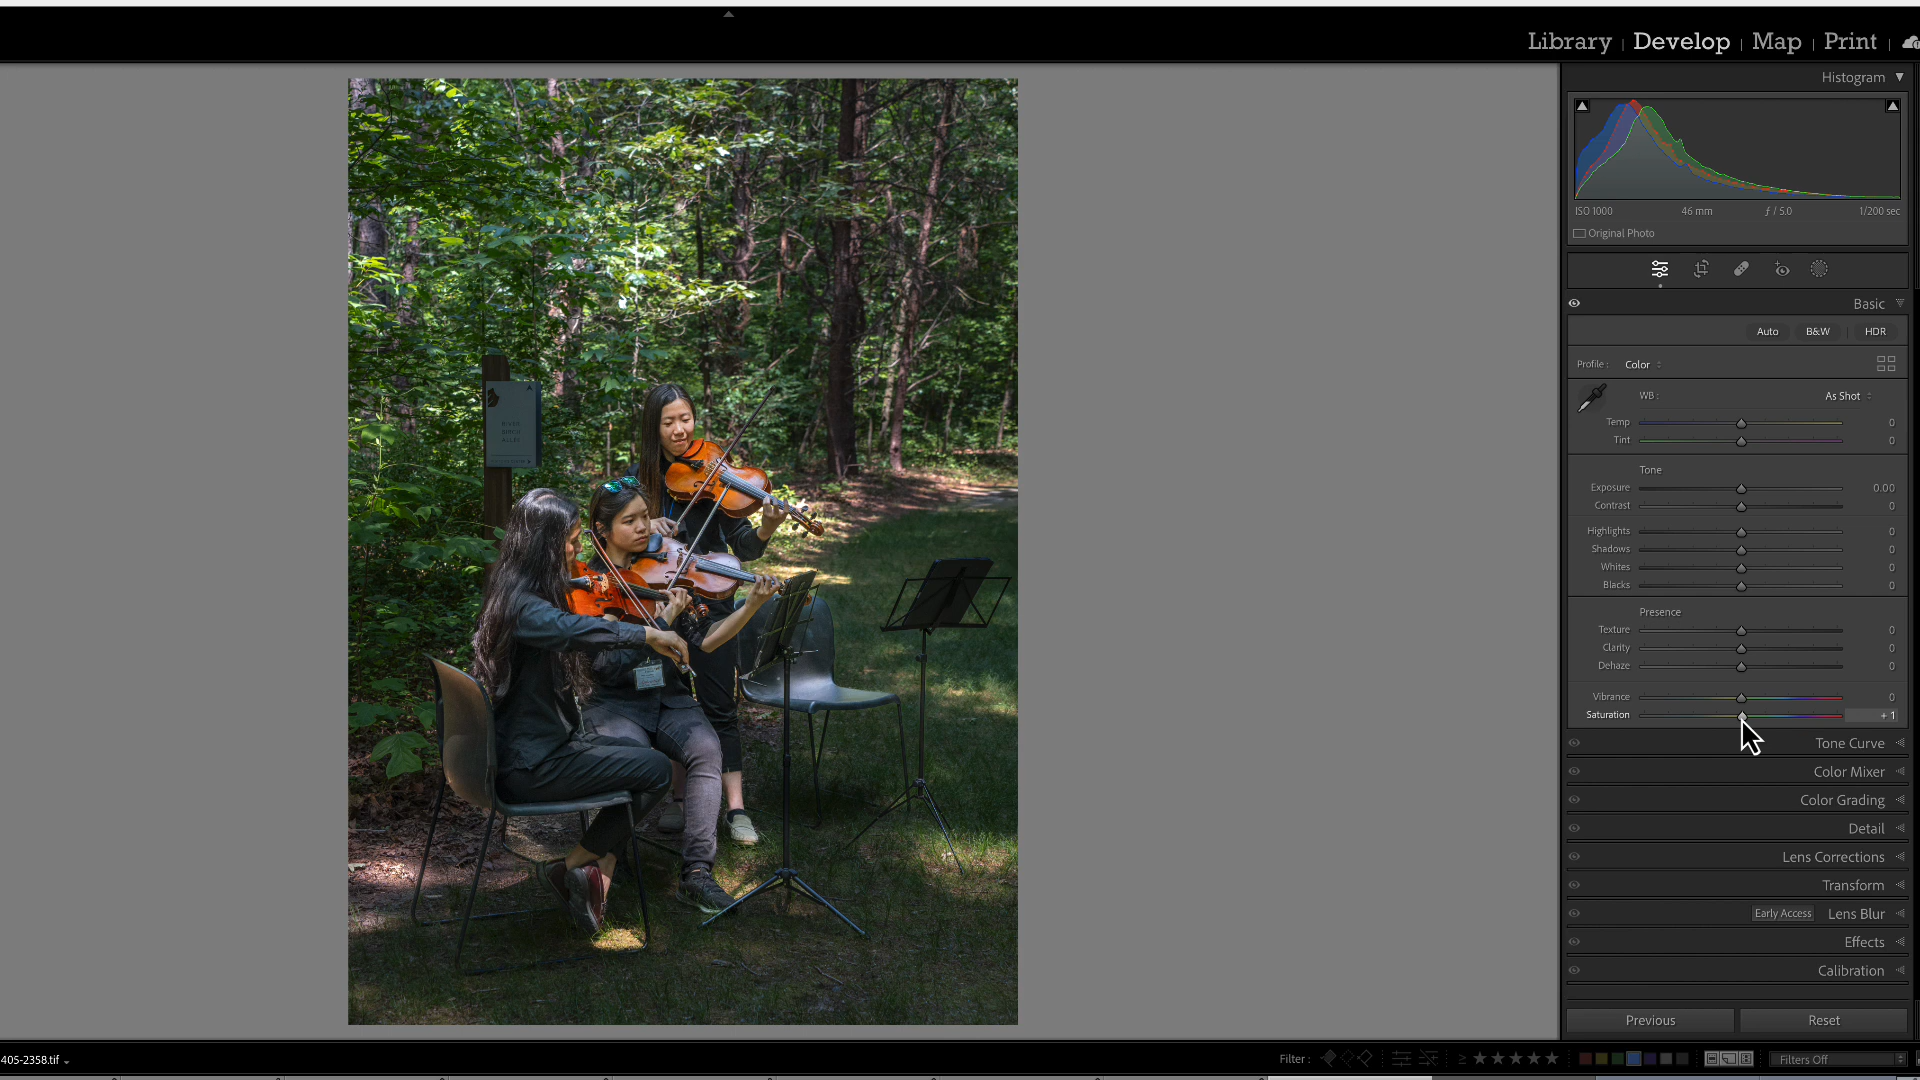 Library | Develop | Map | Print |
Histogram
ISO 1000 46 mm ƒ / 5.0 1/200 sec
Original Photo
Basic
Auto B&W HDR
Profile : Color
WB : As Shot
Temp 0
Tint 0
Tone
Exposure 0.00
Contrast 0
Highlights 0
Shadows 0
Whites 0
Blacks 0
Presence
Texture 0
Clarity 0
Dehaze 0
Vibrance 0
Saturation + 1
Tone Curve
Color Mixer
Color Grading
Detail
Lens Corrections
Transform
Early Access Lens Blur
Effects
Calibration
Previous Reset
405-2358.tif Filter : ≥ ★ ★ ★ ★ ★ Filters Off